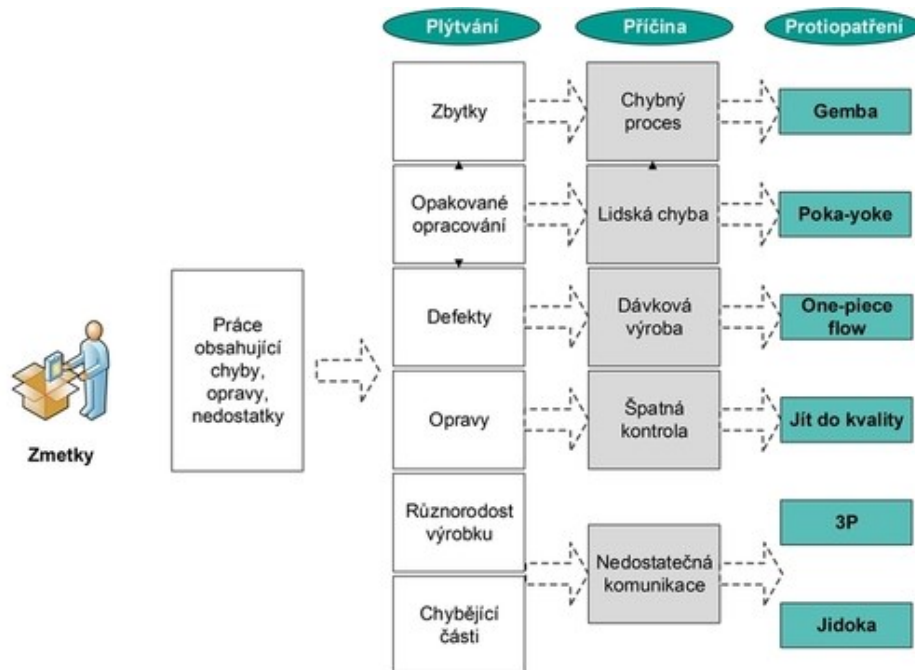 Plýtvání
Příčina
Protiopatření
Zbytky
Chybný
proces
Gemba
Opakované
opracování
Lidská chyba
Poka-yoke
Práce
obsahující
chyby,
opravy,
nedostatky
Defekty
Dávková
výroba
One-piece
flow
Zmetky
Opravy
Špatná
kontrola
Jít do kvality
Různorodost
výrobku
Nedostatečná
komunikace
3P
Chybějící
části
Jidoka